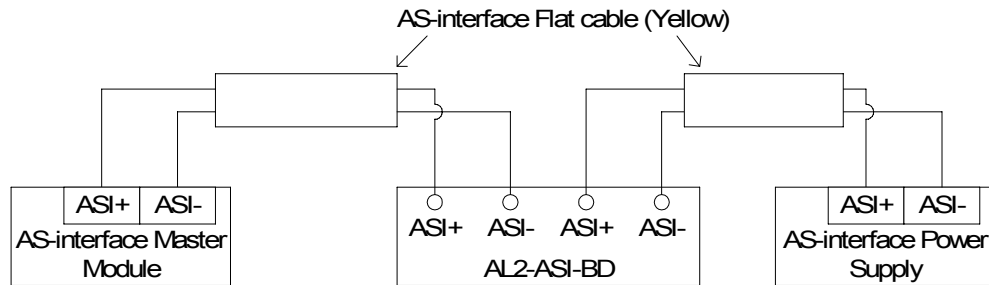 AS-interface Flat cable (Yellow)
ASI+ ASI-
AS-interface Master
Module
ASI+ ASI- ASI+ ASI-
AL2-ASI-BD
ASI+ ASI-
AS-interface Power
Supply